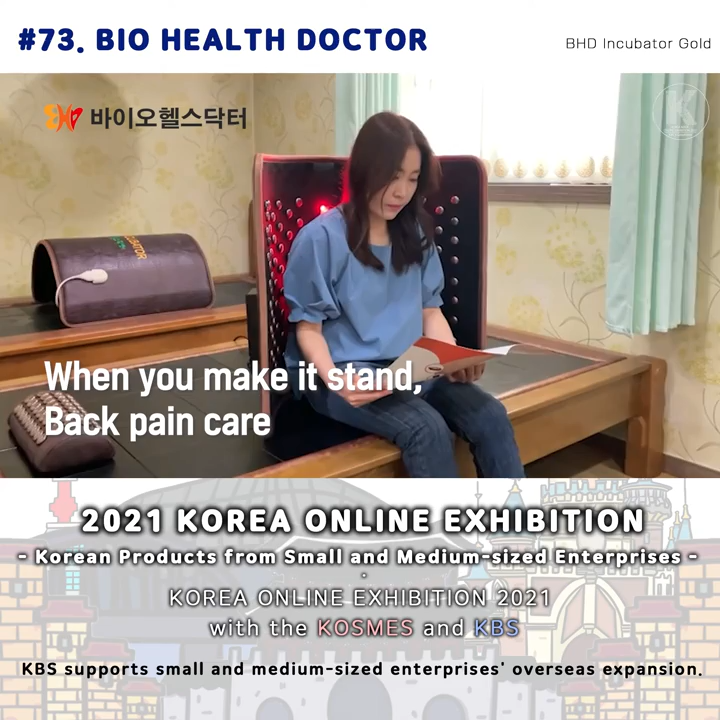 #73. BIO HEALTH DOCTOR
BHD Incubator Gold
바이오헬스닥터
K
When you make it stand,
Back pain care
2021 KOREA ONLINE EXHIBITION
- Korean Products from Small and Medium-sized Enterprises -
KOREA ONLINE EXHIBITION 2021
with the KOSMES and KBS
KBS supports small and medium-sized enterprises' overseas expansion.